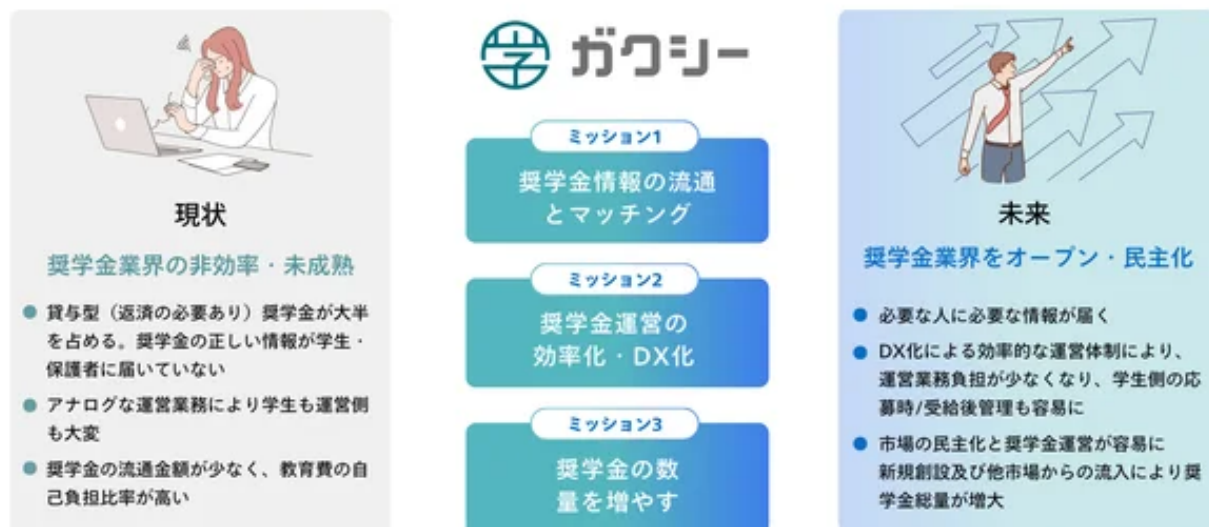 現状
奨学金業界の非効率・未成熟
貸与型（返済の必要あり）奨学金が大半
を占める。奨学金の正しい情報が学生・
保護者に届いていない
アナログな運営業務により学生も運営側
も大変
奨学金の流通金額が少なく、教育費の自
己負担比率が高い
学 ガクシー
ミッション1
奨学金情報の流通
とマッチング
ミッション2
奨学金運営の
効率化・DX化
ミッション3
奨学金の数
量を増やす
未来
奨学金業界をオープン・民主化
必要な人に必要な情報が届く
DX化による効率的な運営体制により、
運営業務負担が少なくなり、学生側の応
募時/受給後管理も容易に
市場の民主化と奨学金運営が容易に
新規創設及び他市場からの流入により奨
学金総量が増大